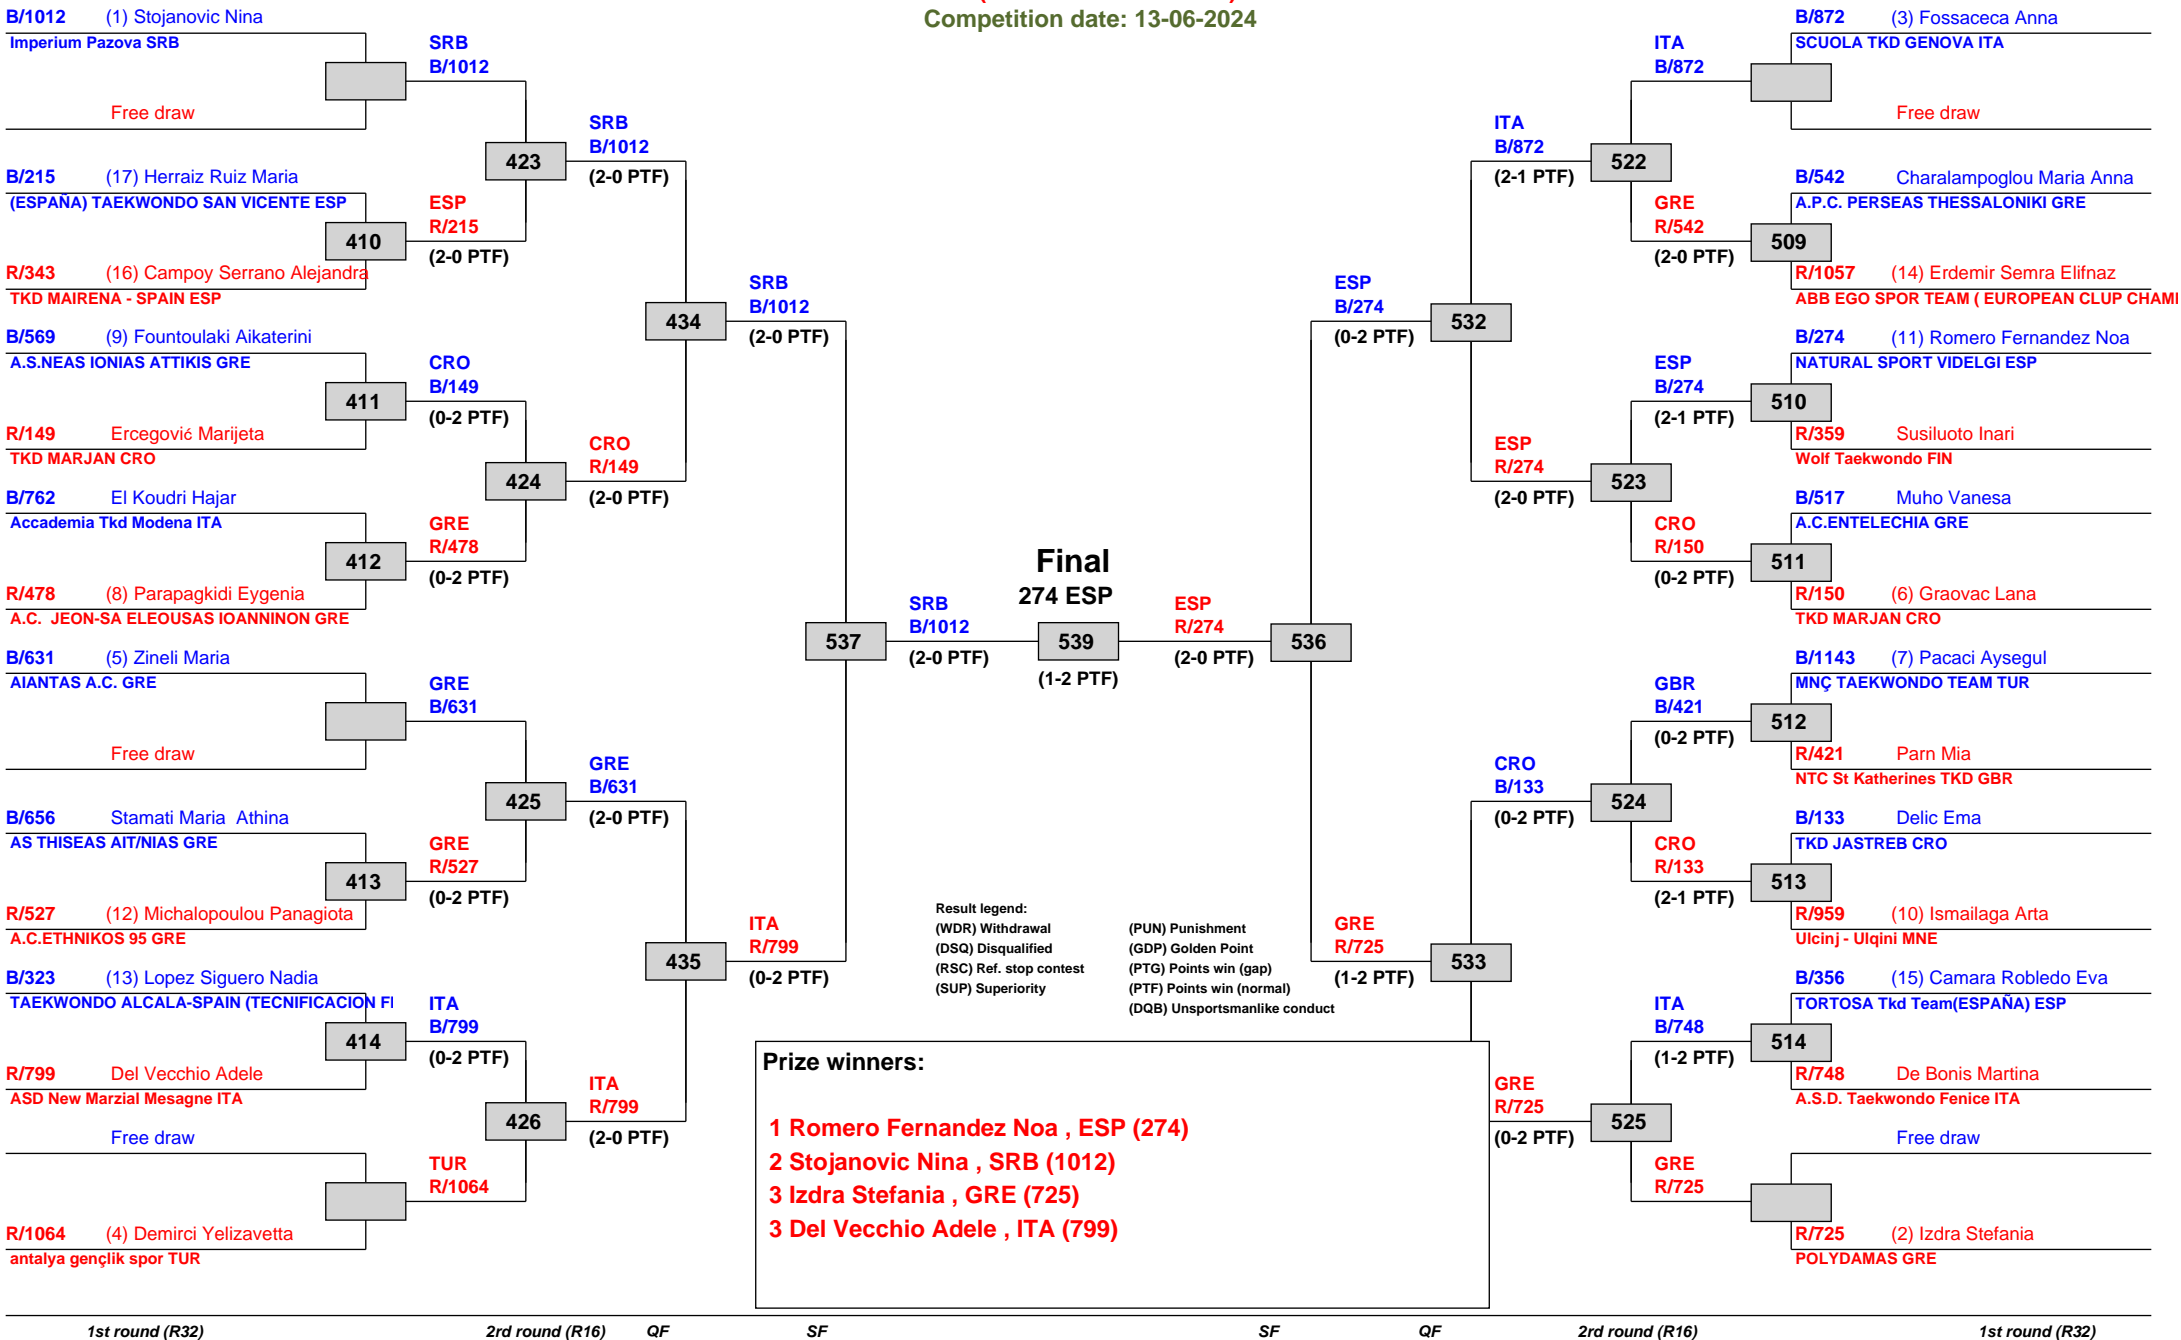 Competition date: 13-06-2024
B/1012 (1) Stojanovic Nina
Imperium Pazova SRB
Free draw
B/215 (17) Herraiz Ruiz Maria
(ESPAÑA) TAEKWONDO SAN VICENTE ESP
410
R/343 (16) Campoy Serrano Alejandra
TKD MAIRENA - SPAIN ESP
B/569 (9) Fountoulaki Aikaterini
A.S.NEAS IONIAS ATTIKIS GRE
411
R/149 Ercegović Marijeta
TKD MARJAN CRO
B/762 El Koudri Hajar
Accademia Tkd Modena ITA
412
R/478 (8) Parapagkidi Eygenia
A.C. JEON-SA ELEOUSAS IOANNINON GRE
B/631 (5) Zineli Maria
AIANTAS A.C. GRE
Free draw
B/656 Stamati Maria Athina
AS THISEAS AIT/NIAS GRE
413
R/527 (12) Michalopoulou Panagiota
A.C.ETHNIKOS 95 GRE
B/323 (13) Lopez Siguero Nadia
TAEKWONDO ALCALA-SPAIN (TECNIFICACION
414
R/799 Del Vecchio Adele
ASD New Marzial Mesagne ITA
Free draw
R/1064 (4) Demirci Yelizavetta
antalya gençlik spor TUR
SRB
B/1012
423
ESP
R/215
(2-0 PTF)
CRO
B/149
(0-2 PTF)
424
GRE
R/478
(0-2 PTF)
GRE
B/631
425
GRE
R/527
(0-2 PTF)
ITA
B/799
(0-2 PTF)
426
TUR
R/1064
SRB
B/1012
(2-0 PTF)
434
CRO
R/149
(2-0 PTF)
GRE
B/631
(2-0 PTF)
435
ITA
R/799
(2-0 PTF)
SRB
B/1012
(2-0 PTF)
537
ITA
R/799
(0-2 PTF)
SRB
B/1012
(2-0 PTF)
Final
274 ESP
539
(1-2 PTF)
ESP
R/274
(2-0 PTF)
536
ESP
B/274
(0-2 PTF)
532
GRE
R/725
(1-2 PTF)
533
ITA
B/872
(2-1 PTF)
522
ESP
R/274
(2-0 PTF)
523
CRO
B/133
(0-2 PTF)
524
GRE
R/725
(0-2 PTF)
525
ITA
B/872
GRE
R/542
(2-0 PTF)
509
ESP
B/274
(2-1 PTF)
510
CRO
R/150
(0-2 PTF)
511
GBR
B/421
(0-2 PTF)
512
CRO
R/133
(2-1 PTF)
513
ITA
B/748
(1-2 PTF)
514
GRE
R/725
B/872 (3) Fossaceca Anna
SCUOLA TKD GENOVA ITA
Free draw
B/542 Charalampoglou Maria Anna
A.P.C. PERSEAS THESSALONIKI GRE
R/1057 (14) Erdemir Semra Elifnaz
ABB EGO SPOR TEAM ( EUROPEAN CLUP
B/274 (11) Romero Fernandez Noa
NATURAL SPORT VIDELGI ESP
R/359 Susiluoto Inari
Wolf Taekwondo FIN
B/517 Muho Vanesa
A.C.ENTELECHIA GRE
R/150 (6) Graovac Lana
TKD MARJAN CRO
B/1143 (7) Pacaci Aysegul
MNÇ TAEKWONDO TEAM TUR
R/421 Parn Mia
NTC St Katherines TKD GBR
B/133 Delic Ema
TKD JASTREB CRO
R/959 (10) Ismailaga Arta
Ulcinj - Ulqini MNE
B/356 (15) Camara Robledo Eva
TORTOSA Tkd Team(ESPAÑA) ESP
R/748 De Bonis Martina
A.S.D. Taekwondo Fenice ITA
Free draw
R/725 (2) Izdra Stefania
POLYDAMAS GRE
Result legend:
(WDR) Withdrawal (PUN) Punishment
(DSQ) Disqualified (GDP) Golden Point
(RSC) Ref. stop contest (PTG) Points win (gap)
(SUP) Superiority (PTF) Points win (normal)
(DQB) Unsportsmanlike conduct
Prize winners:
1 Romero Fernandez Noa , ESP (274)
2 Stojanovic Nina , SRB (1012)
3 Izdra Stefania , GRE (725)
3 Del Vecchio Adele , ITA (799)
1st round (R32) 2rd round (R16) QF SF SF QF 2rd round (R16) 1st round (R32)